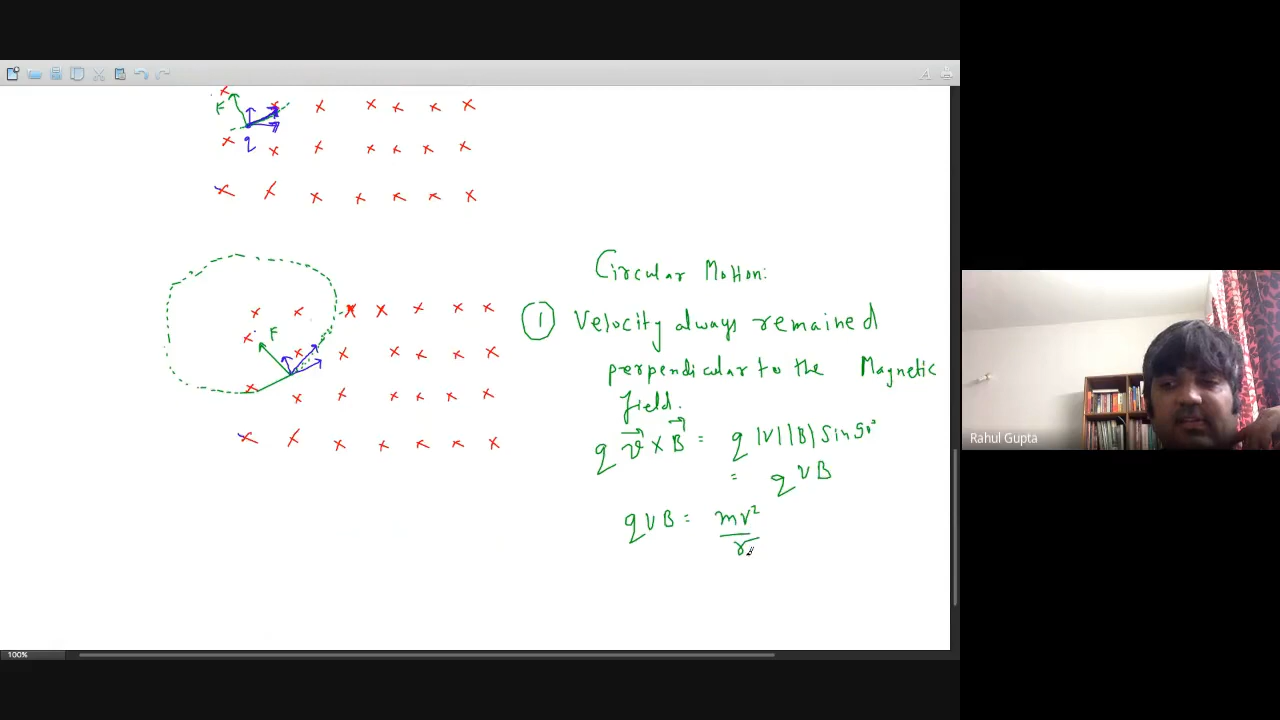 F
q
Circular Motion:
① Velocity always remained
perpendicular to the Magnetic
field.
F
q v⃗ × B⃗ = q |V| |B| Sin 90°
= q V B
q V B = mv²/r
Rahul Gupta
100%